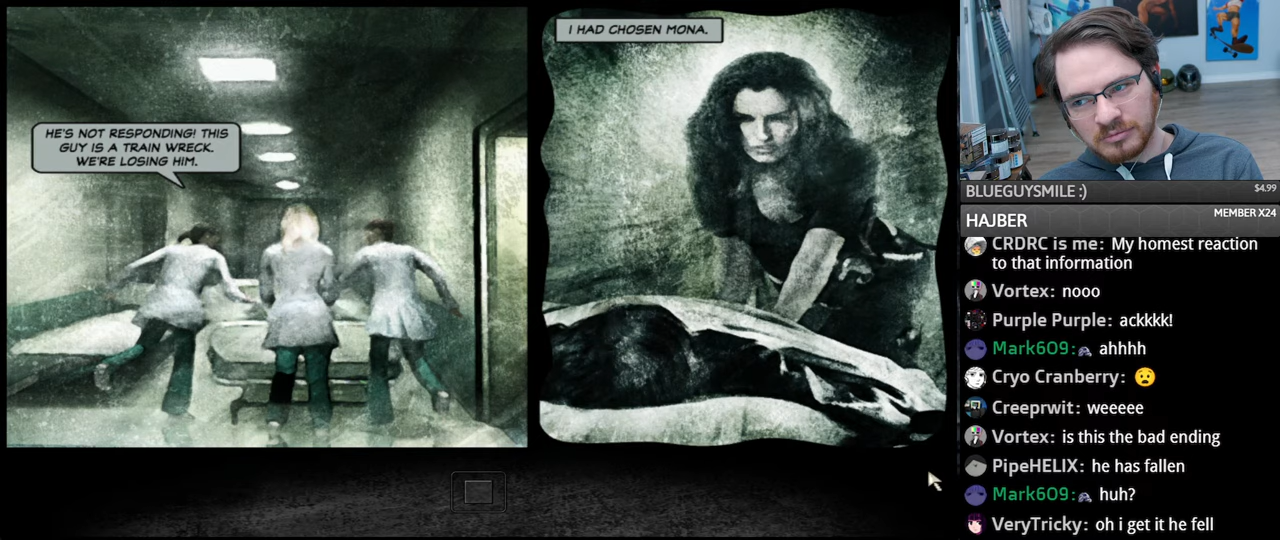 HE'S NOT RESPONDING! THIS
GUY IS A TRAIN WRECK.
WE'RE LOSING HIM.
I HAD CHOSEN MONA.
BLUEGUYSMILE :)
$4.99
HAJBER
MEMBER X24
CRDRC is me: My homest reaction
to that information
Vortex: nooo
Purple Purple: ackkkk!
Mark609: ahhhh
Cryo Cranberry: 😧
Creeprwit: weeeee
Vortex: is this the bad ending
PipeHELIX: he has fallen
Mark609: huh?
VeryTricky: oh i get it he fell